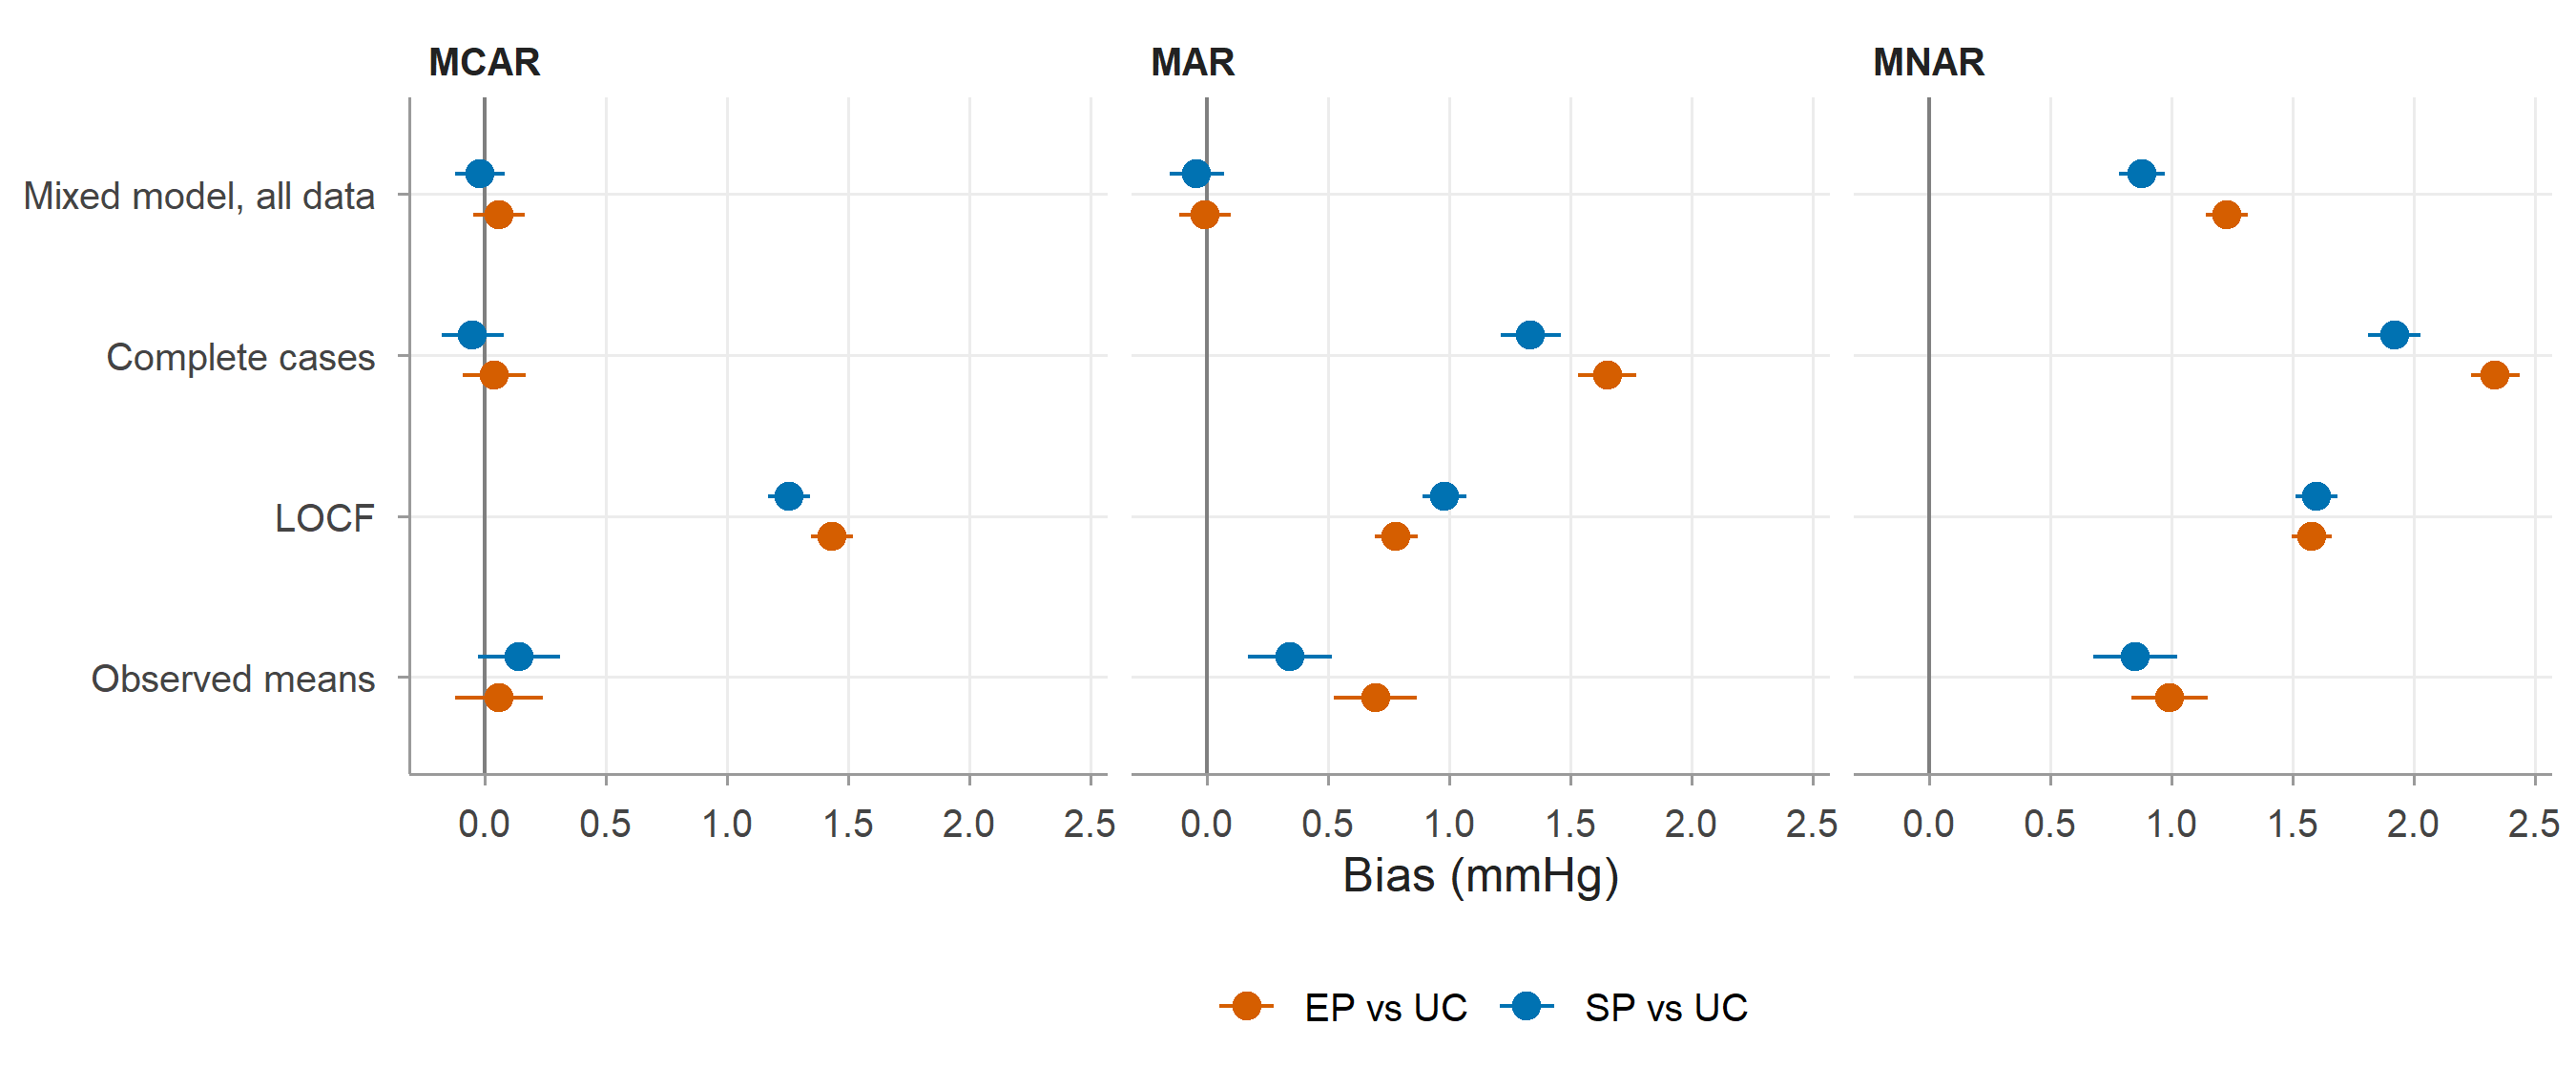 MCAR MAR MNAR
Mixed model, all data
Complete cases
LOCF
Observed means
0.0 0.5 1.0 1.5 2.0 2.5 0.0 0.5 1.0 1.5 2.0 2.5 0.0 0.5 1.0 1.5 2.0 2.5
Bias (mmHg)
EP vs UC SP vs UC